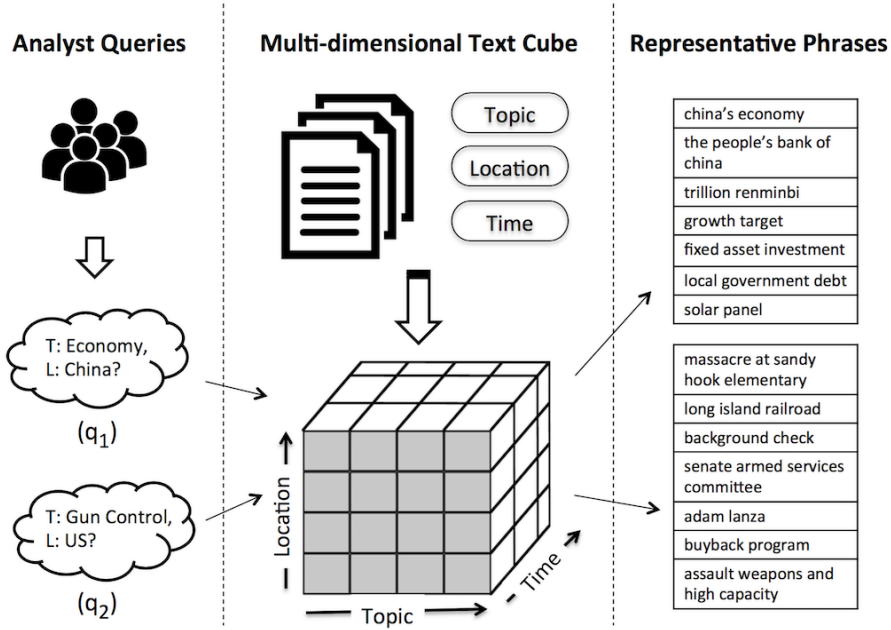 Analyst Queries
T: Economy,
L: China?
(q1)
T: Gun Control,
L: US?
(q2)
Multi-dimensional Text Cube
Topic
Location
Time
Location
Topic
Time
Representative Phrases
china's economy
the people's bank of
china
trillion renminbi
growth target
fixed asset investment
local government debt
solar panel
massacre at sandy
hook elementary
long island railroad
background check
senate armed services
committee
adam lanza
buyback program
assault weapons and
high capacity